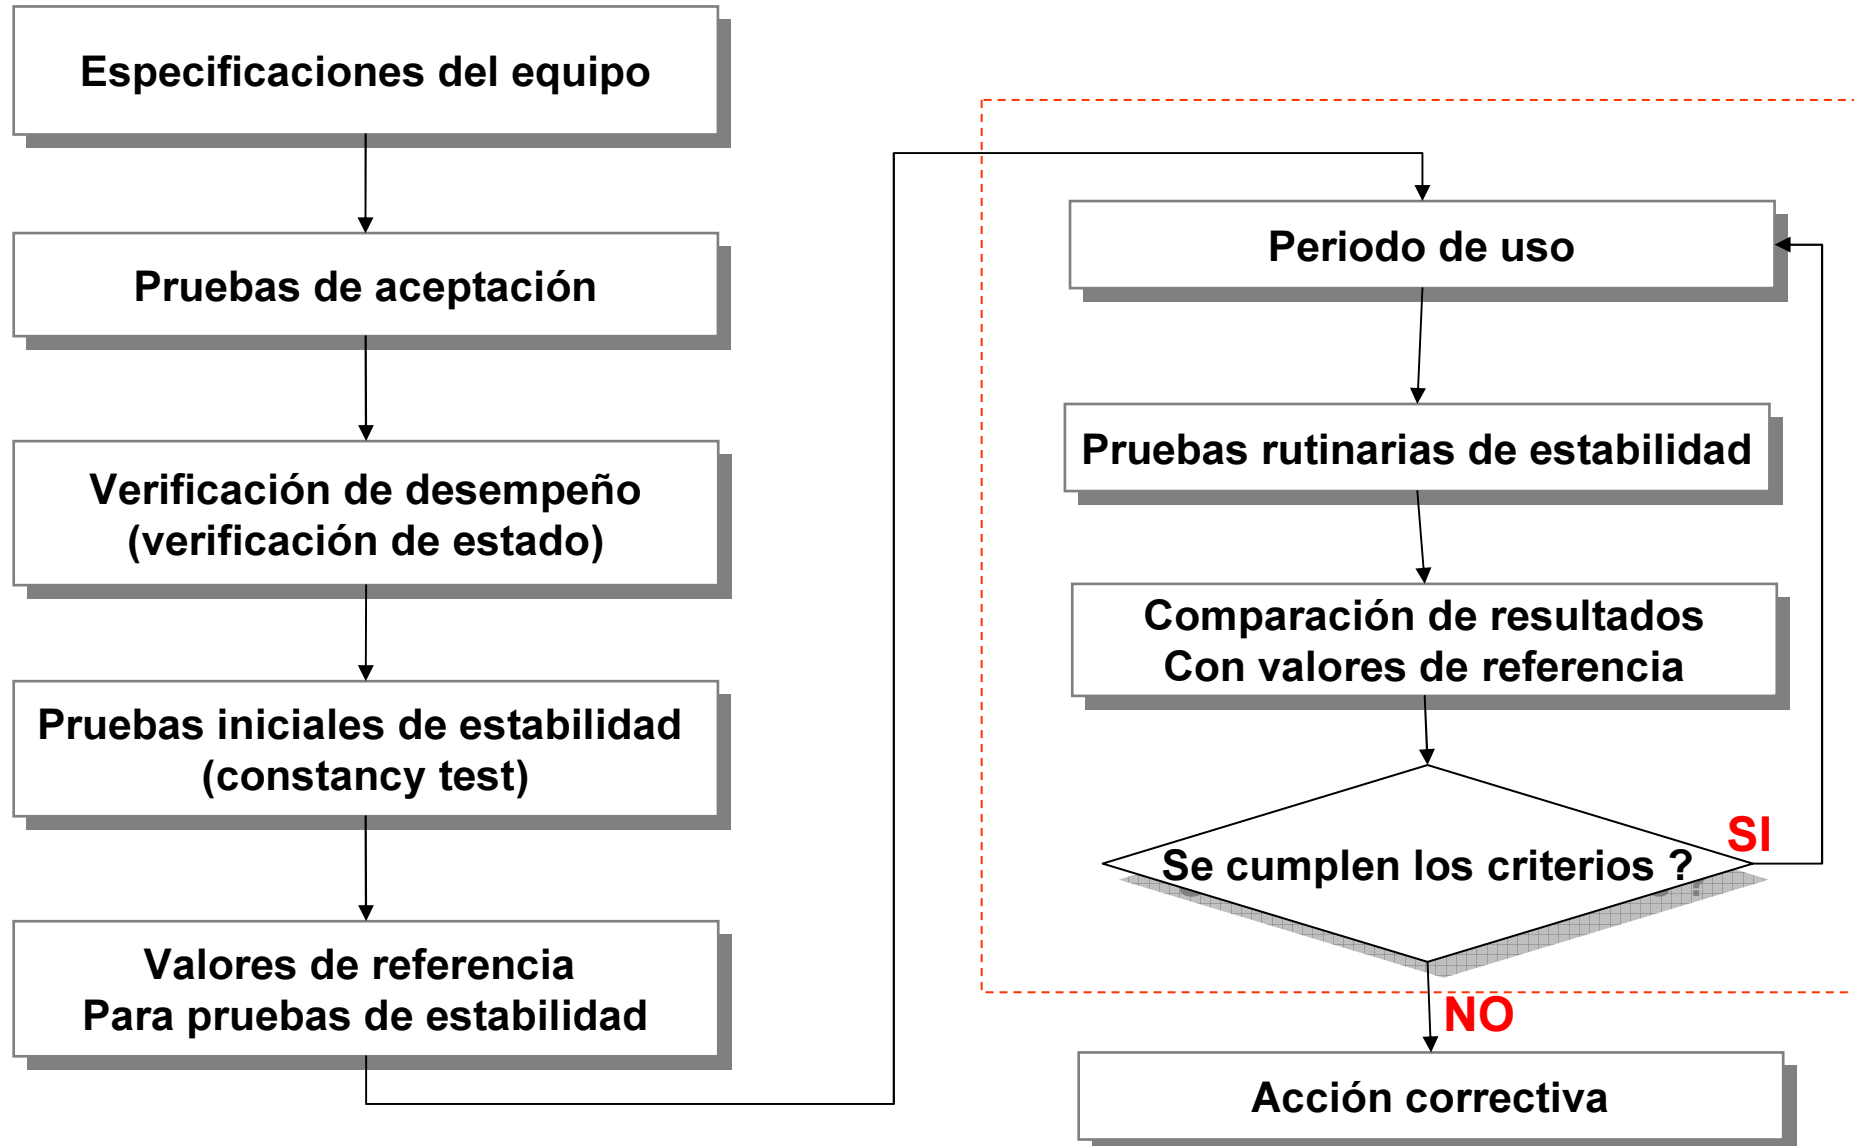 Especificaciones del equipo
Pruebas de aceptación
Verificación de desempeño
(verificación de estado)
Pruebas iniciales de estabilidad
(constancy test)
Valores de referencia
Para pruebas de estabilidad
Periodo de uso
Pruebas rutinarias de estabilidad
Comparación de resultados
Con valores de referencia
Se cumplen los criterios ?
SI
NO
Acción correctiva